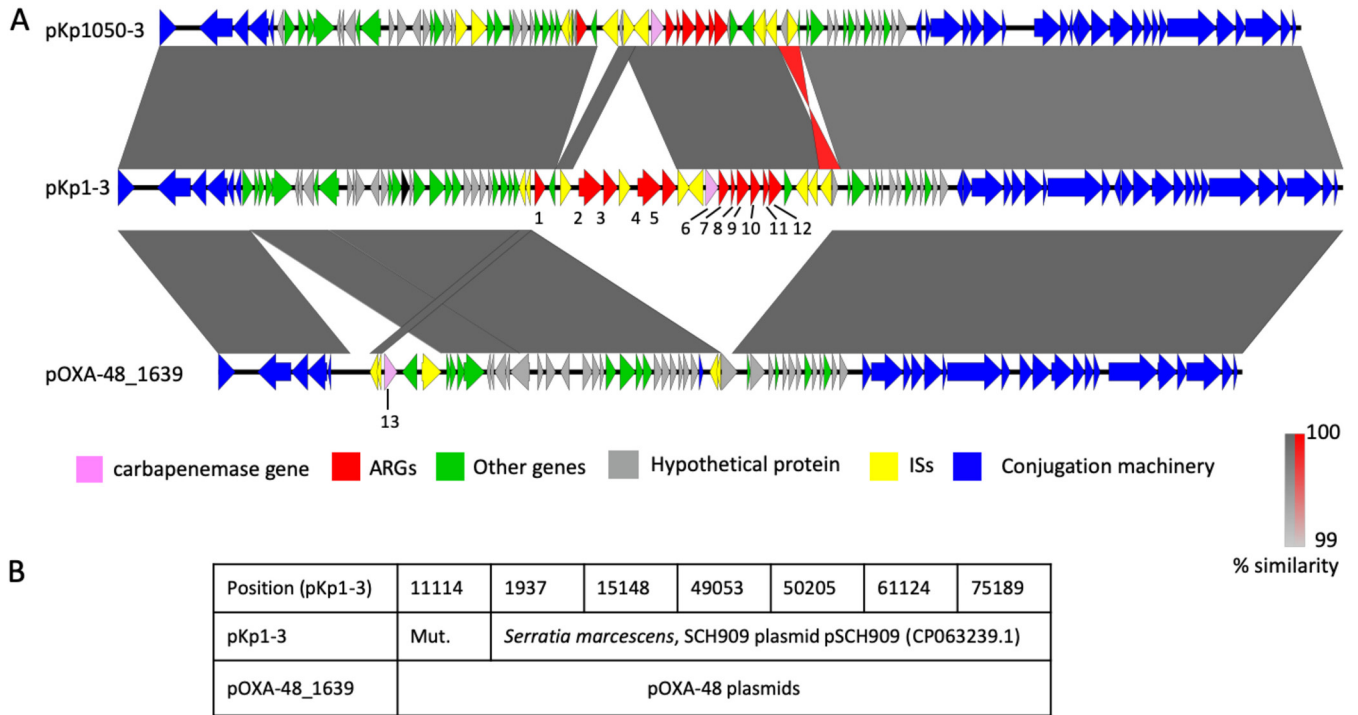 A
pKp1050-3
pKp1-3
1 2 3 4 5 6 7 8 9 10 11 12
pOXA-48_1639
13
carbapenemase gene ARGs Other genes Hypothetical protein ISs Conjugation machinery
100
99
% similarity
B
Position (pKp1-3) 11114 1937 15148 49053 50205 61124 75189
pKp1-3 Mut. Serratia marcescens, SCH909 plasmid pSCH909 (CP063239.1)
pOXA-48_1639 pOXA-48 plasmids